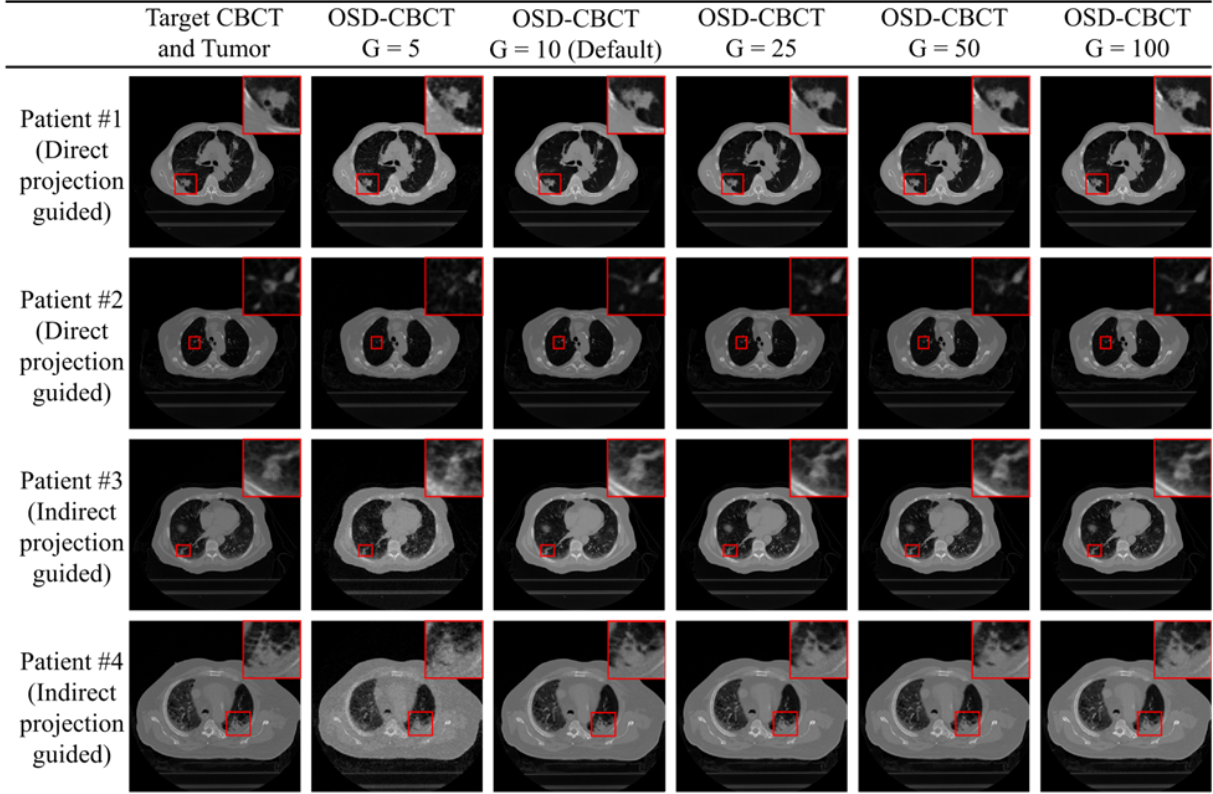 Target CBCT and Tumor
OSD-CBCT G = 5
OSD-CBCT G = 10 (Default)
OSD-CBCT G = 25
OSD-CBCT G = 50
OSD-CBCT G = 100
Patient #1
(Direct
projection
guided)
Patient #2
(Direct
projection
guided)
Patient #3
(Indirect
projection
guided)
Patient #4
(Indirect
projection
guided)